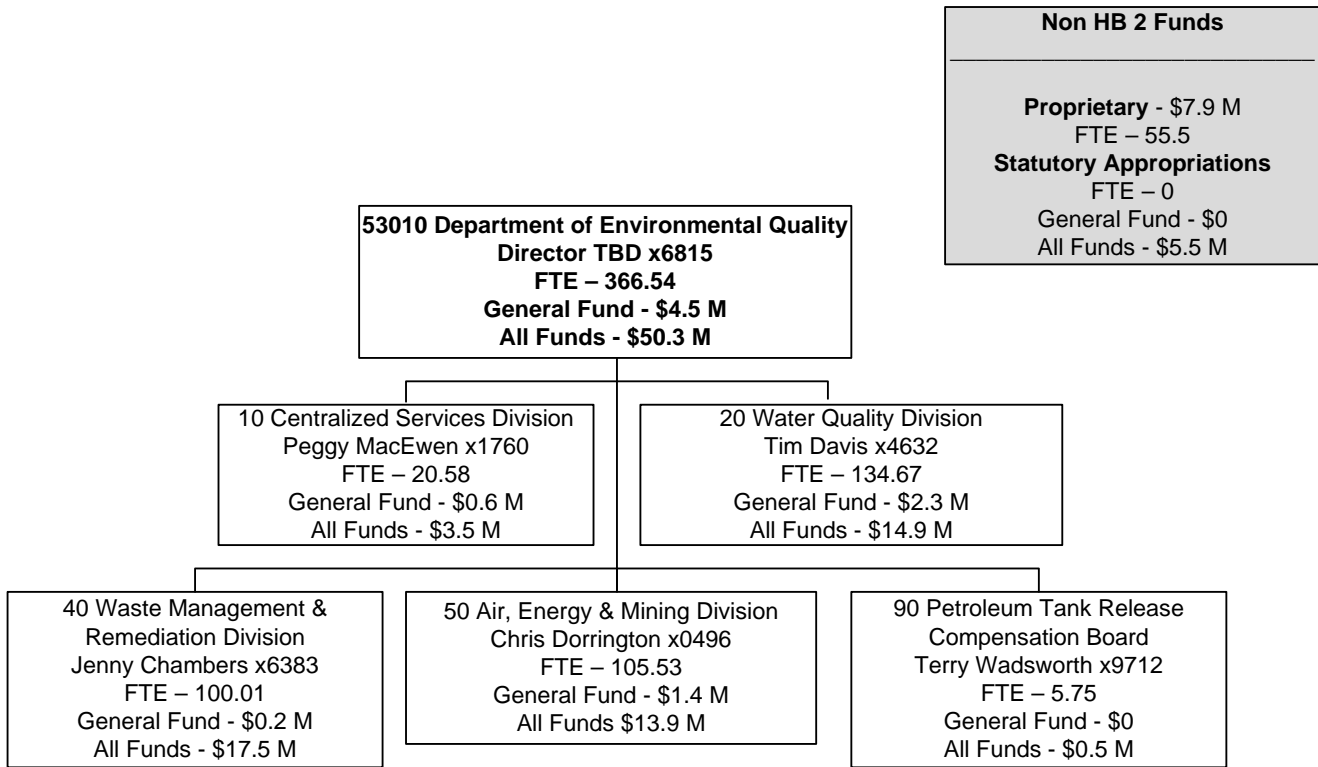 Non HB 2 Funds
Proprietary - $7.9 M
FTE – 55.5
Statutory Appropriations
FTE – 0
General Fund - $0
All Funds - $5.5 M
53010 Department of Environmental Quality
Director TBD x6815
FTE – 366.54
General Fund - $4.5 M
All Funds - $50.3 M
10 Centralized Services Division
Peggy MacEwen x1760
FTE – 20.58
General Fund - $0.6 M
All Funds - $3.5 M
20 Water Quality Division
Tim Davis x4632
FTE – 134.67
General Fund - $2.3 M
All Funds - $14.9 M
40 Waste Management &
Remediation Division
Jenny Chambers x6383
FTE – 100.01
General Fund - $0.2 M
All Funds - $17.5 M
50 Air, Energy & Mining Division
Chris Dorrington x0496
FTE – 105.53
General Fund - $1.4 M
All Funds $13.9 M
90 Petroleum Tank Release
Compensation Board
Terry Wadsworth x9712
FTE – 5.75
General Fund - $0
All Funds - $0.5 M